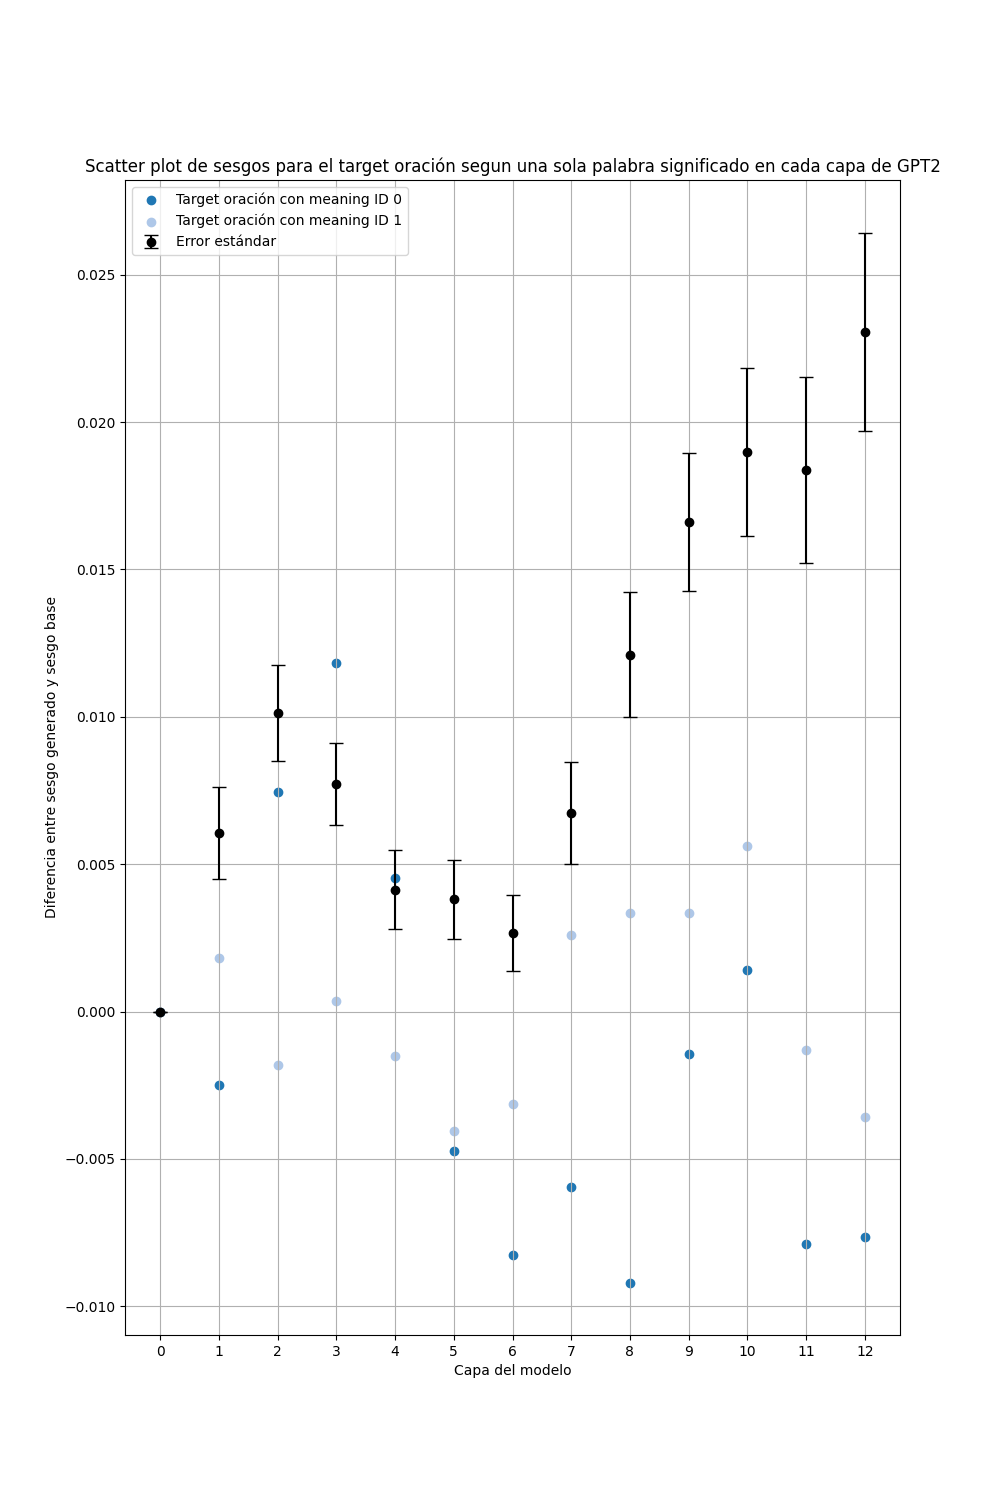 Scatter plot de sesgos para el target oración segun una sola palabra significado en cada capa de GPT2
Target oración con meaning ID 0
Target oración con meaning ID 1
Error estándar
Diferencia entre sesgo generado y sesgo base
0.025
0.020
0.015
0.010
0.005
0.000
−0.005
−0.010
0 1 2 3 4 5 6 7 8 9 10 11 12
Capa del modelo